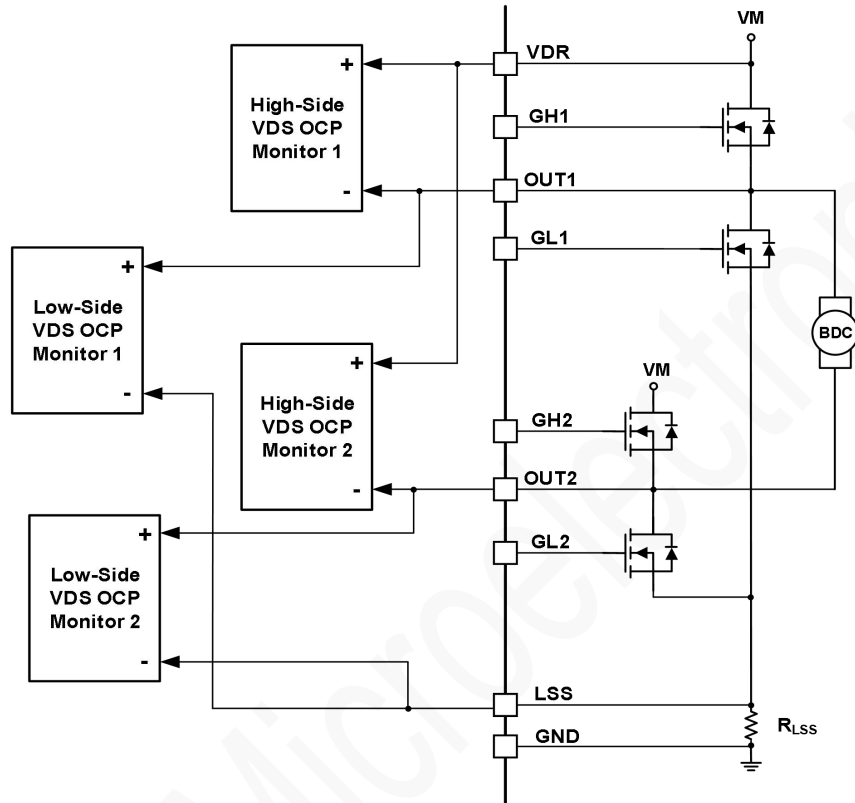 VM
VDR
+
High-Side
VDS OCP
Monitor 1
-
GH1
OUT1
GL1
+
Low-Side
VDS OCP
Monitor 1
-
BDC
+
High-Side
VDS OCP
Monitor 2
-
VM
GH2
OUT2
GL2
+
Low-Side
VDS OCP
Monitor 2
-
LSS
GND
RLSS
Microelectron